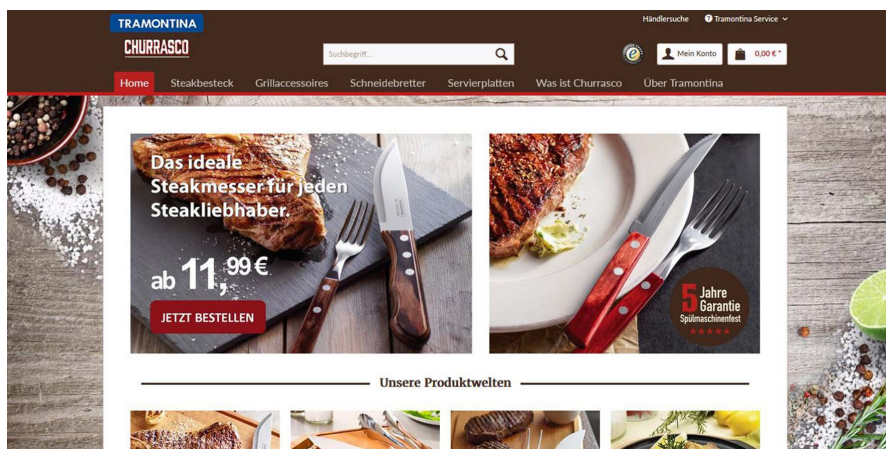 TRAMONTINA
CHURRASCO
Händlersuche
Tramontina Service
Suchbegriff...
Mein Konto
0,00 € *
Home
Steakbesteck
Grillaccessoires
Schneidebretter
Servierplatten
Was ist Churrasco
Über Tramontina
Das ideale
Steakmesser für jeden
Steakliebhaber.
ab 11,99 €
JETZT BESTELLEN
5 Jahre
Garantie
Spülmaschinenfest
Unsere Produktwelten